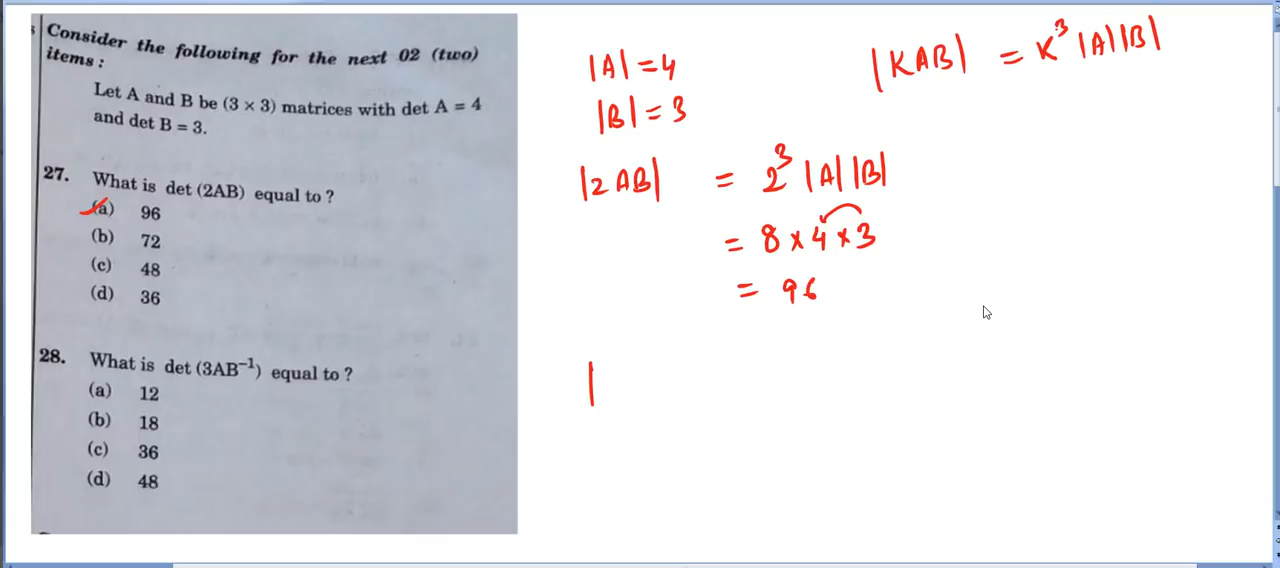 Consider the following for the next 02 (two)
items :
Let A and B be (3 × 3) matrices with det A = 4
and det B = 3.
27. What is det (2AB) equal to ?
(a) 96
(b) 72
(c) 48
(d) 36
28. What is det (3AB⁻¹) equal to ?
(a) 12
(b) 18
(c) 36
(d) 48
|A| = 4
|B| = 3
|KAB| = K³ |A||B|
|2AB| = 2³ |A||B|
= 8 × 4 × 3
= 96
|